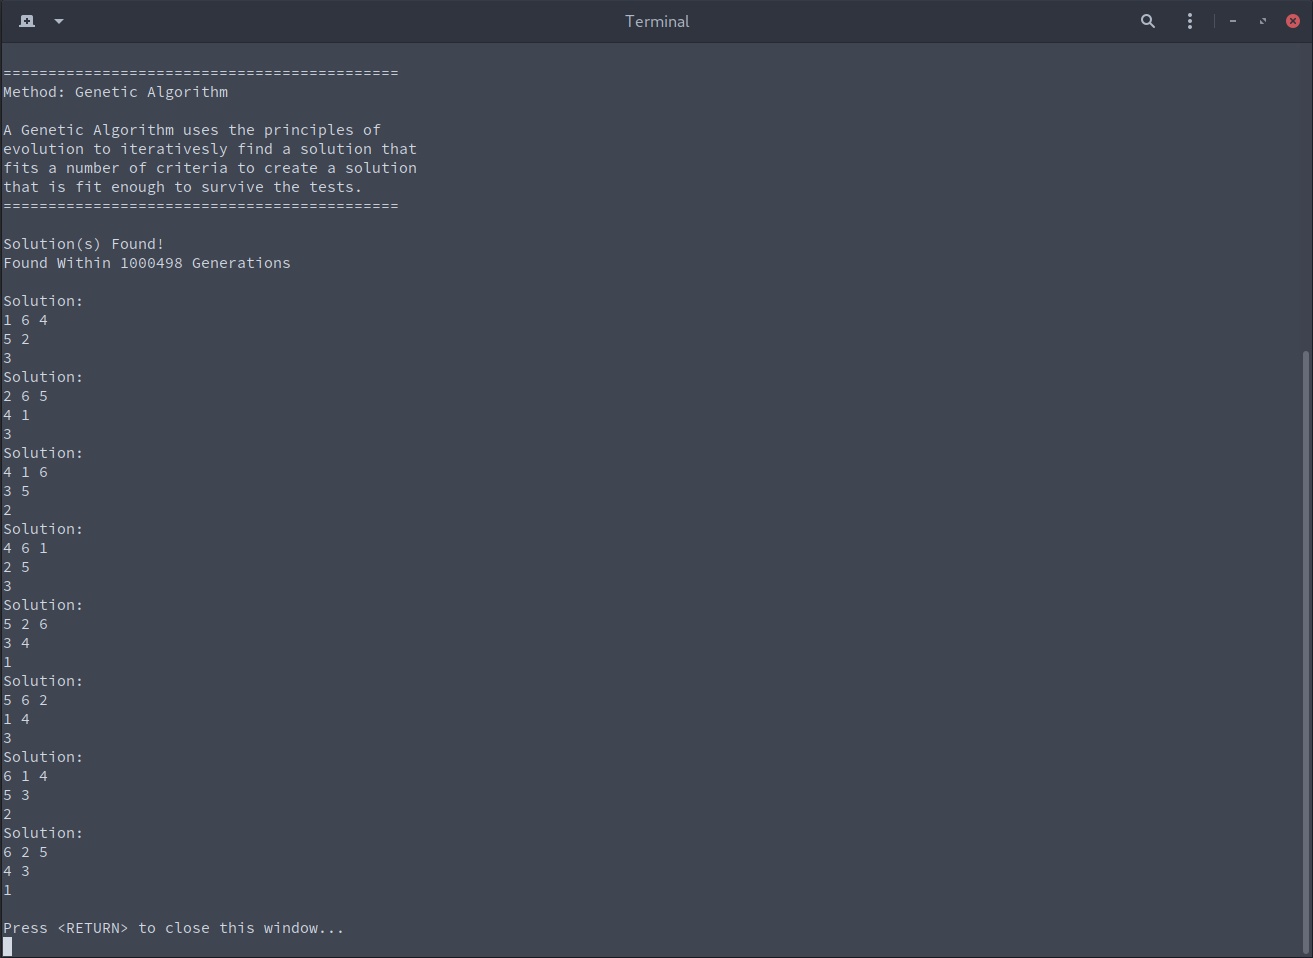 Terminal
============================================
Method: Genetic Algorithm
A Genetic Algorithm uses the principles of
evolution to iterativesly find a solution that
fits a number of criteria to create a solution
that is fit enough to survive the tests.
============================================
Solution(s) Found!
Found Within 1000498 Generations
Solution:
1 6 4
5 2
3
Solution:
2 6 5
4 1
3
Solution:
4 1 6
3 5
2
Solution:
4 6 1
2 5
3
Solution:
5 2 6
3 4
1
Solution:
5 6 2
1 4
3
Solution:
6 1 4
5 3
2
Solution:
6 2 5
4 3
1
Press <RETURN> to close this window...